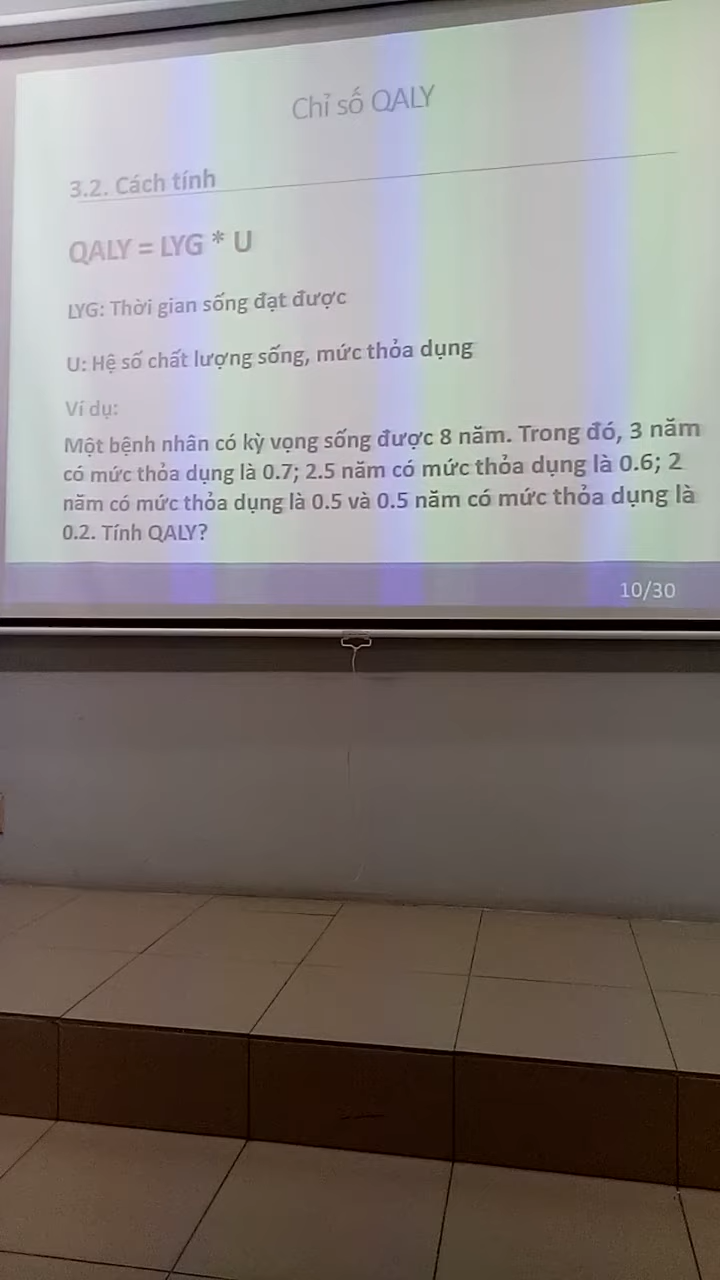 Chỉ số QALY
3.2. Cách tính
QALY = LYG * U
LYG: Thời gian sống đạt được
U: Hệ số chất lượng sống, mức thỏa dụng
Ví dụ:
Một bệnh nhân có kỳ vọng sống được 8 năm. Trong đó, 3 năm
có mức thỏa dụng là 0.7; 2.5 năm có mức thỏa dụng là 0.6; 2
năm có mức thỏa dụng là 0.5 và 0.5 năm có mức thỏa dụng là
0.2. Tính QALY?
10/30